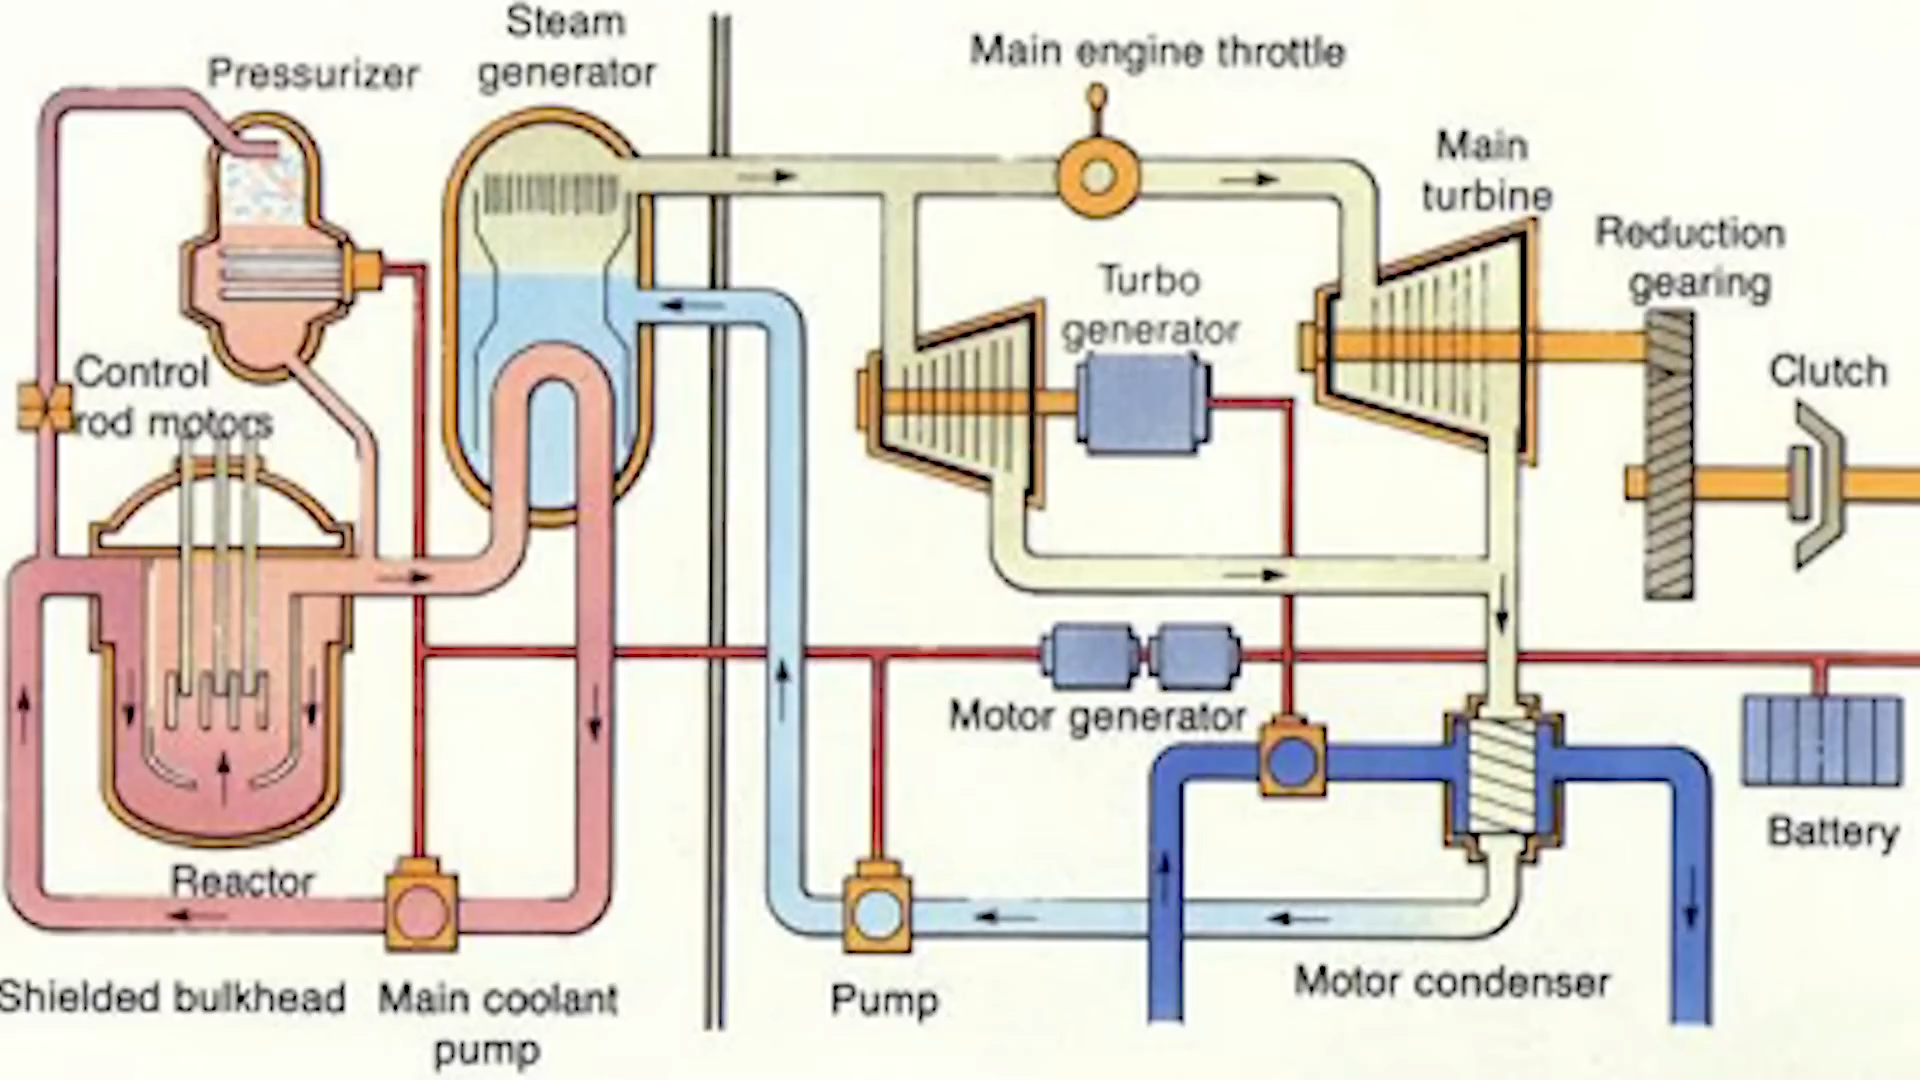 Steam
generator
Pressurizer
Main engine throttle
Main
turbine
Reduction
gearing
Turbo
generator
Clutch
Control
rod motors
Motor generator
Battery
Reactor
Shielded bulkhead
Main coolant
pump
Pump
Motor condenser